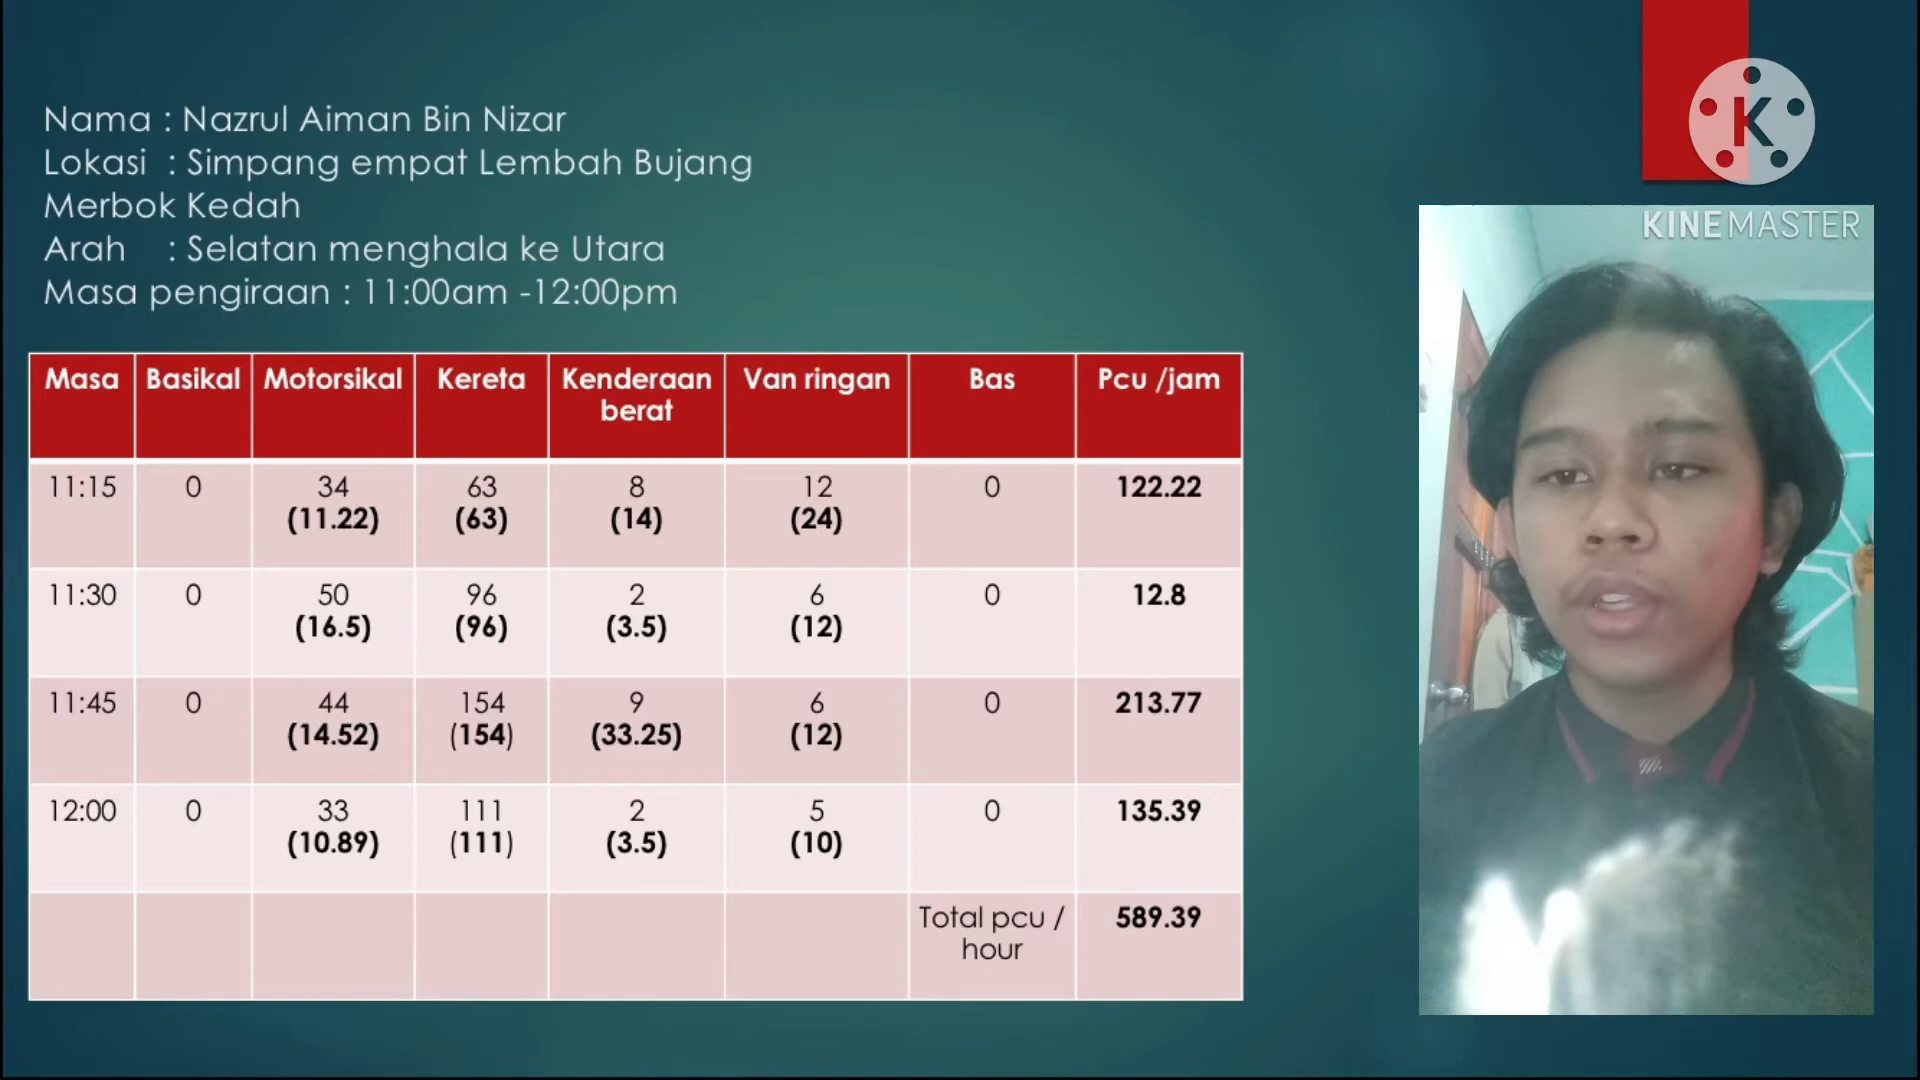 Nama : Nazrul Aiman Bin Nizar
Lokasi : Simpang empat Lembah Bujang
Merbok Kedah
Arah : Selatan menghala ke Utara
Masa pengiraan : 11:00am -12:00pm
K
KINEMASTER
Masa Basikal Motorsikal Kereta Kenderaan berat Van ringan Bas Pcu /jam
11:15 0 34 63 8 12 0 122.22
(11.22) (63) (14) (24)
11:30 0 50 96 2 6 0 12.8
(16.5) (96) (3.5) (12)
11:45 0 44 154 9 6 0 213.77
(14.52) (154) (33.25) (12)
12:00 0 33 111 2 5 0 135.39
(10.89) (111) (3.5) (10)
Total pcu / 589.39
hour